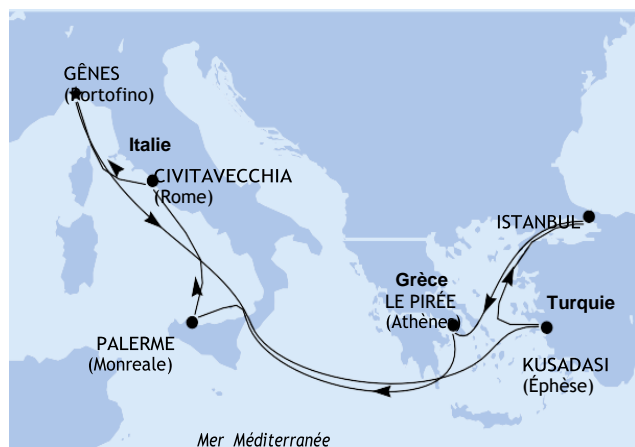 GÊNES
(Portofino)
Italie
CIVITAVECCHIA
(Rome)
ISTANBUL
Grèce
LE PIRÉE
(Athènes)
Turquie
PALERME
(Monreale)
KUSADASI
(Éphèse)
Mer Méditerranée